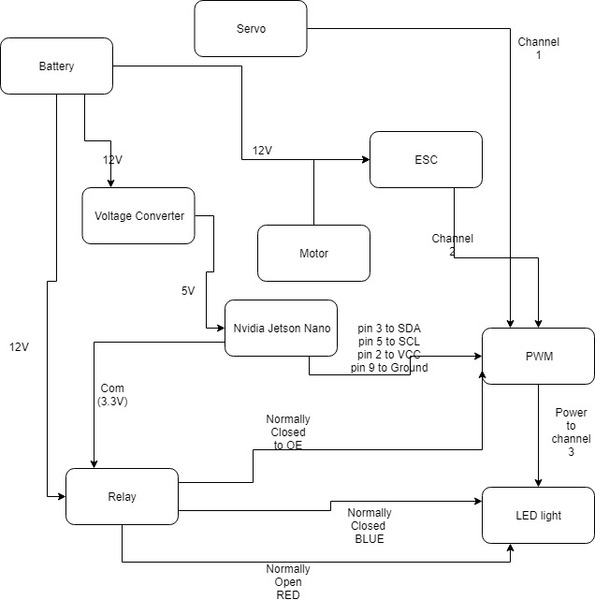 Servo
Channel
1
Battery
12V
12V
ESC
Voltage Converter
Channel
2
Motor
5V
Nvidia Jetson Nano
pin 3 to SDA
pin 5 to SCL
pin 2 to VCC
pin 9 to Ground
12V
PWM
Com
(3.3V)
Normally
Closed
to OE
Power
to
channel
3
Relay
Normally
Closed
BLUE
LED light
Normally
Open
RED